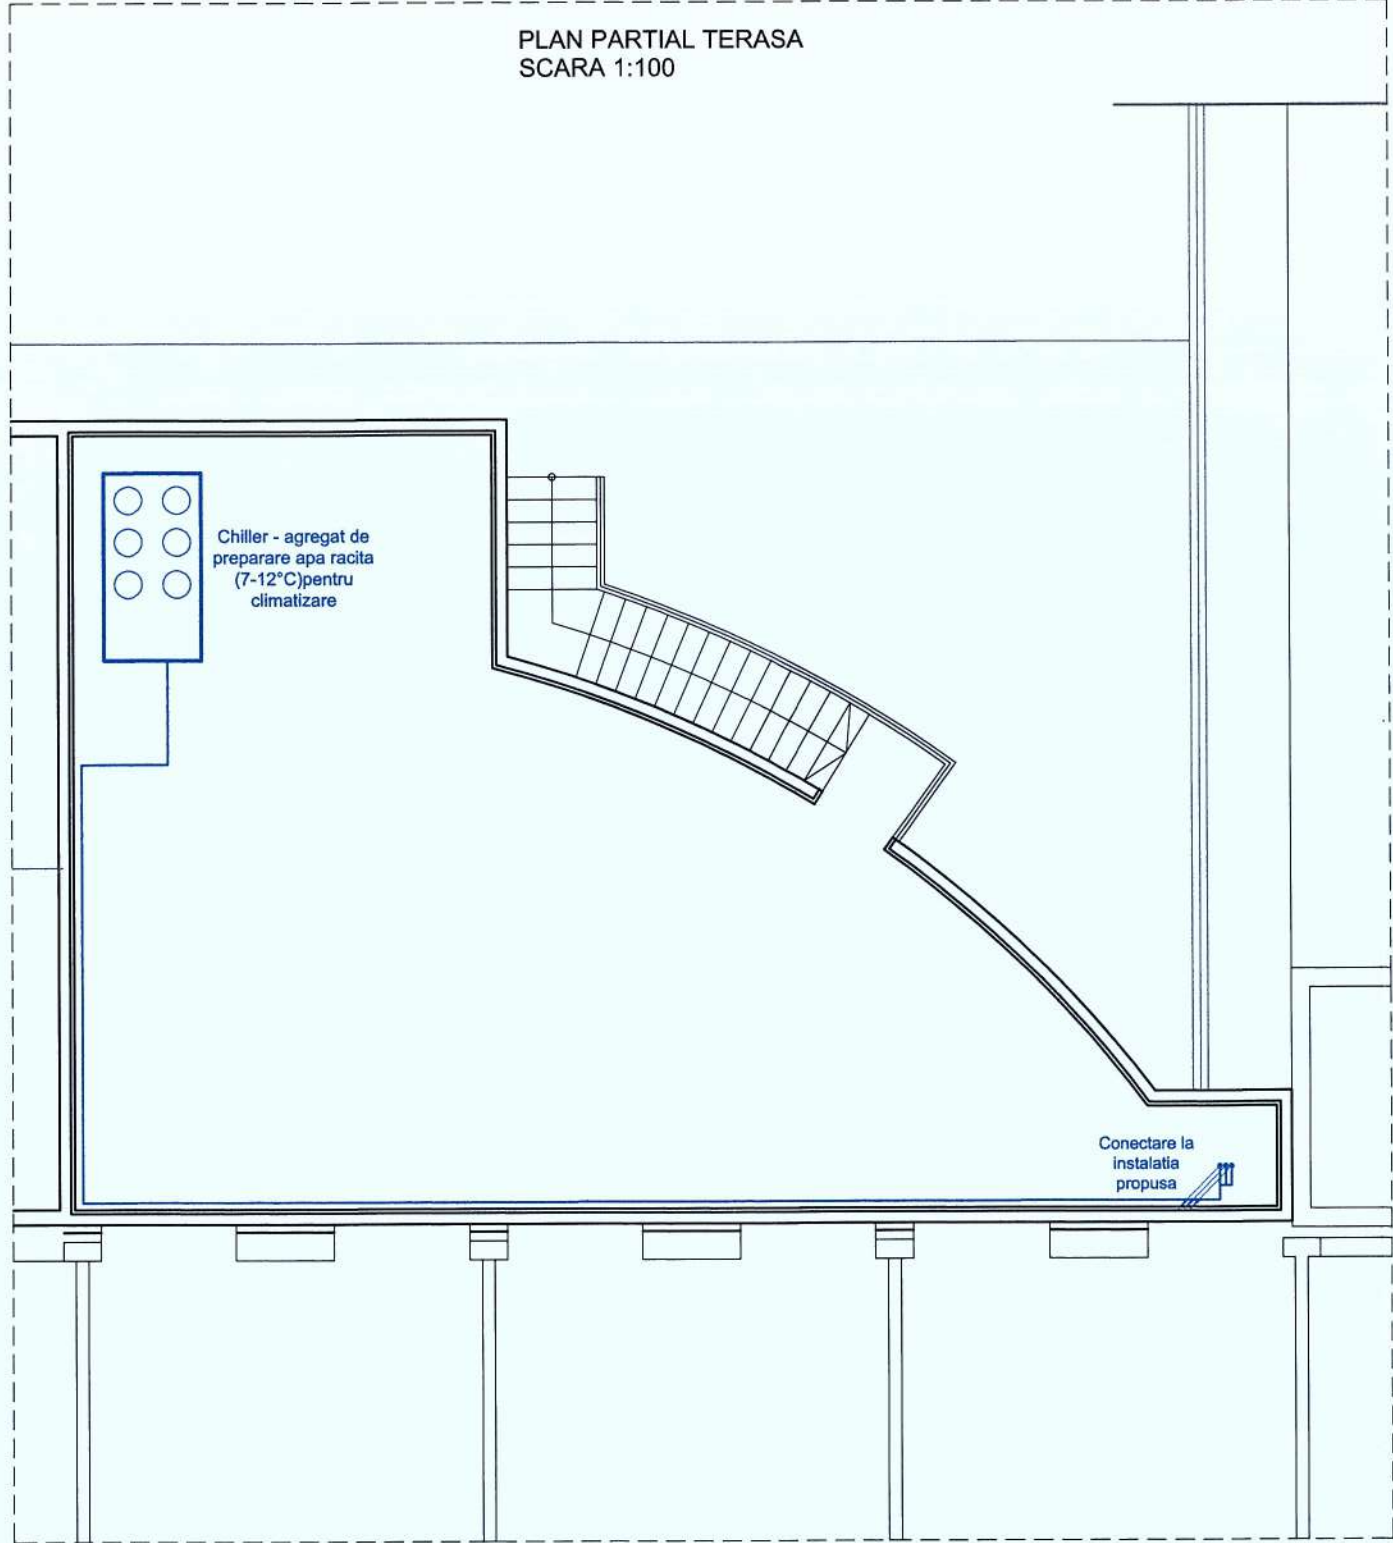 PLAN PARTIAL TERASA
SCARA 1:100
Chiller - agregat de
preparare apa racita
(7-12°C)pentru
climatizare
Conectare la
instalatia
propusa